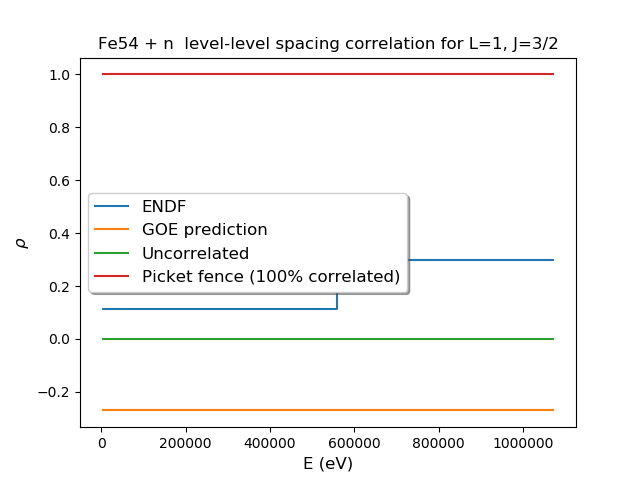 Fe54 + n  level-level spacing correlation for L=1, J=3/2
1.0
0.8
0.6
0.4
0.2
0.0
−0.2
ρ
ENDF
GOE prediction
Uncorrelated
Picket fence (100% correlated)
0 200000 400000 600000 800000 1000000
E (eV)